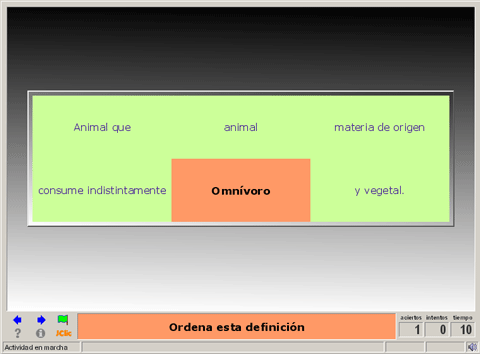 Animal que animal materia de origen
consume indistintamente Omnívoro y vegetal.
Ordena esta definición
aciertos intentos tiempo
1 0 10
JClic
Actividad en marcha